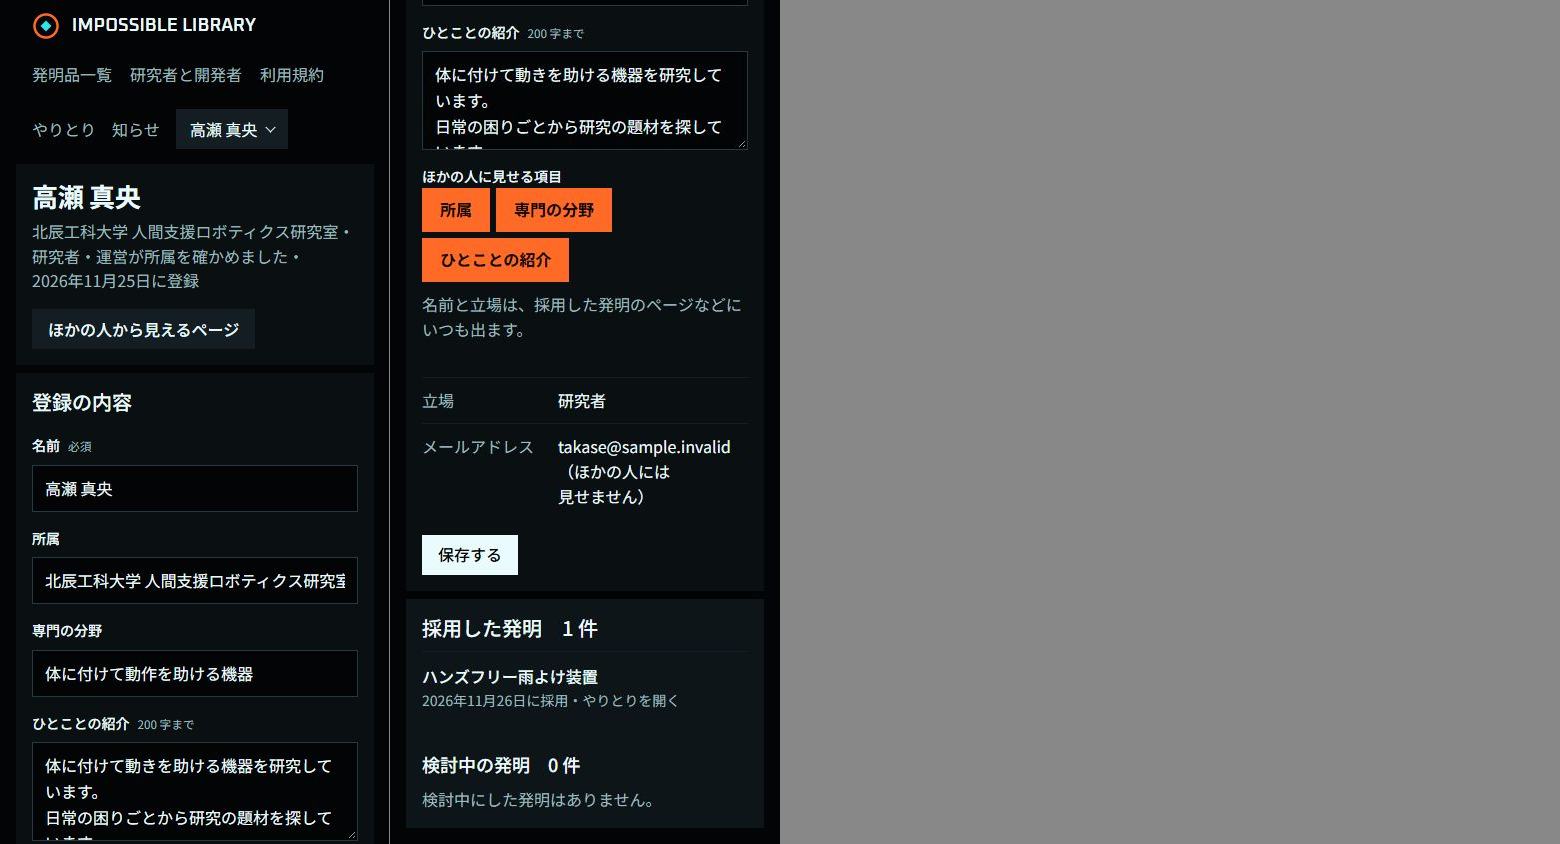 IMPOSSIBLE LIBRARY
発明品一覧 研究者と開発者 利用規約
やりとり 知らせ 高瀬 真央
高瀬 真央
北辰工科大学 人間支援ロボティクス研究室・
研究者・運営が所属を確かめました・
2026年11月25日に登録
ほかの人から見えるページ
登録の内容
名前 必須
高瀬 真央
所属
北辰工科大学 人間支援ロボティクス研究室
専門の分野
体に付けて動作を助ける機器
ひとことの紹介 200 字まで
体に付けて動きを助ける機器を研究して
います。
日常の困りごとから研究の題材を探して
います
ひとことの紹介 200 字まで
体に付けて動きを助ける機器を研究して
います。
日常の困りごとから研究の題材を探して
います
ほかの人に見せる項目
所属 専門の分野
ひとことの紹介
名前と立場は、採用した発明のページなどに
いつも出ます。
立場 研究者
メールアドレス takase@sample.invalid
（ほかの人には
見せません）
保存する
採用した発明 1 件
ハンズフリー雨よけ装置
2026年11月26日に採用・やりとりを開く
検討中の発明 0 件
検討中にした発明はありません。